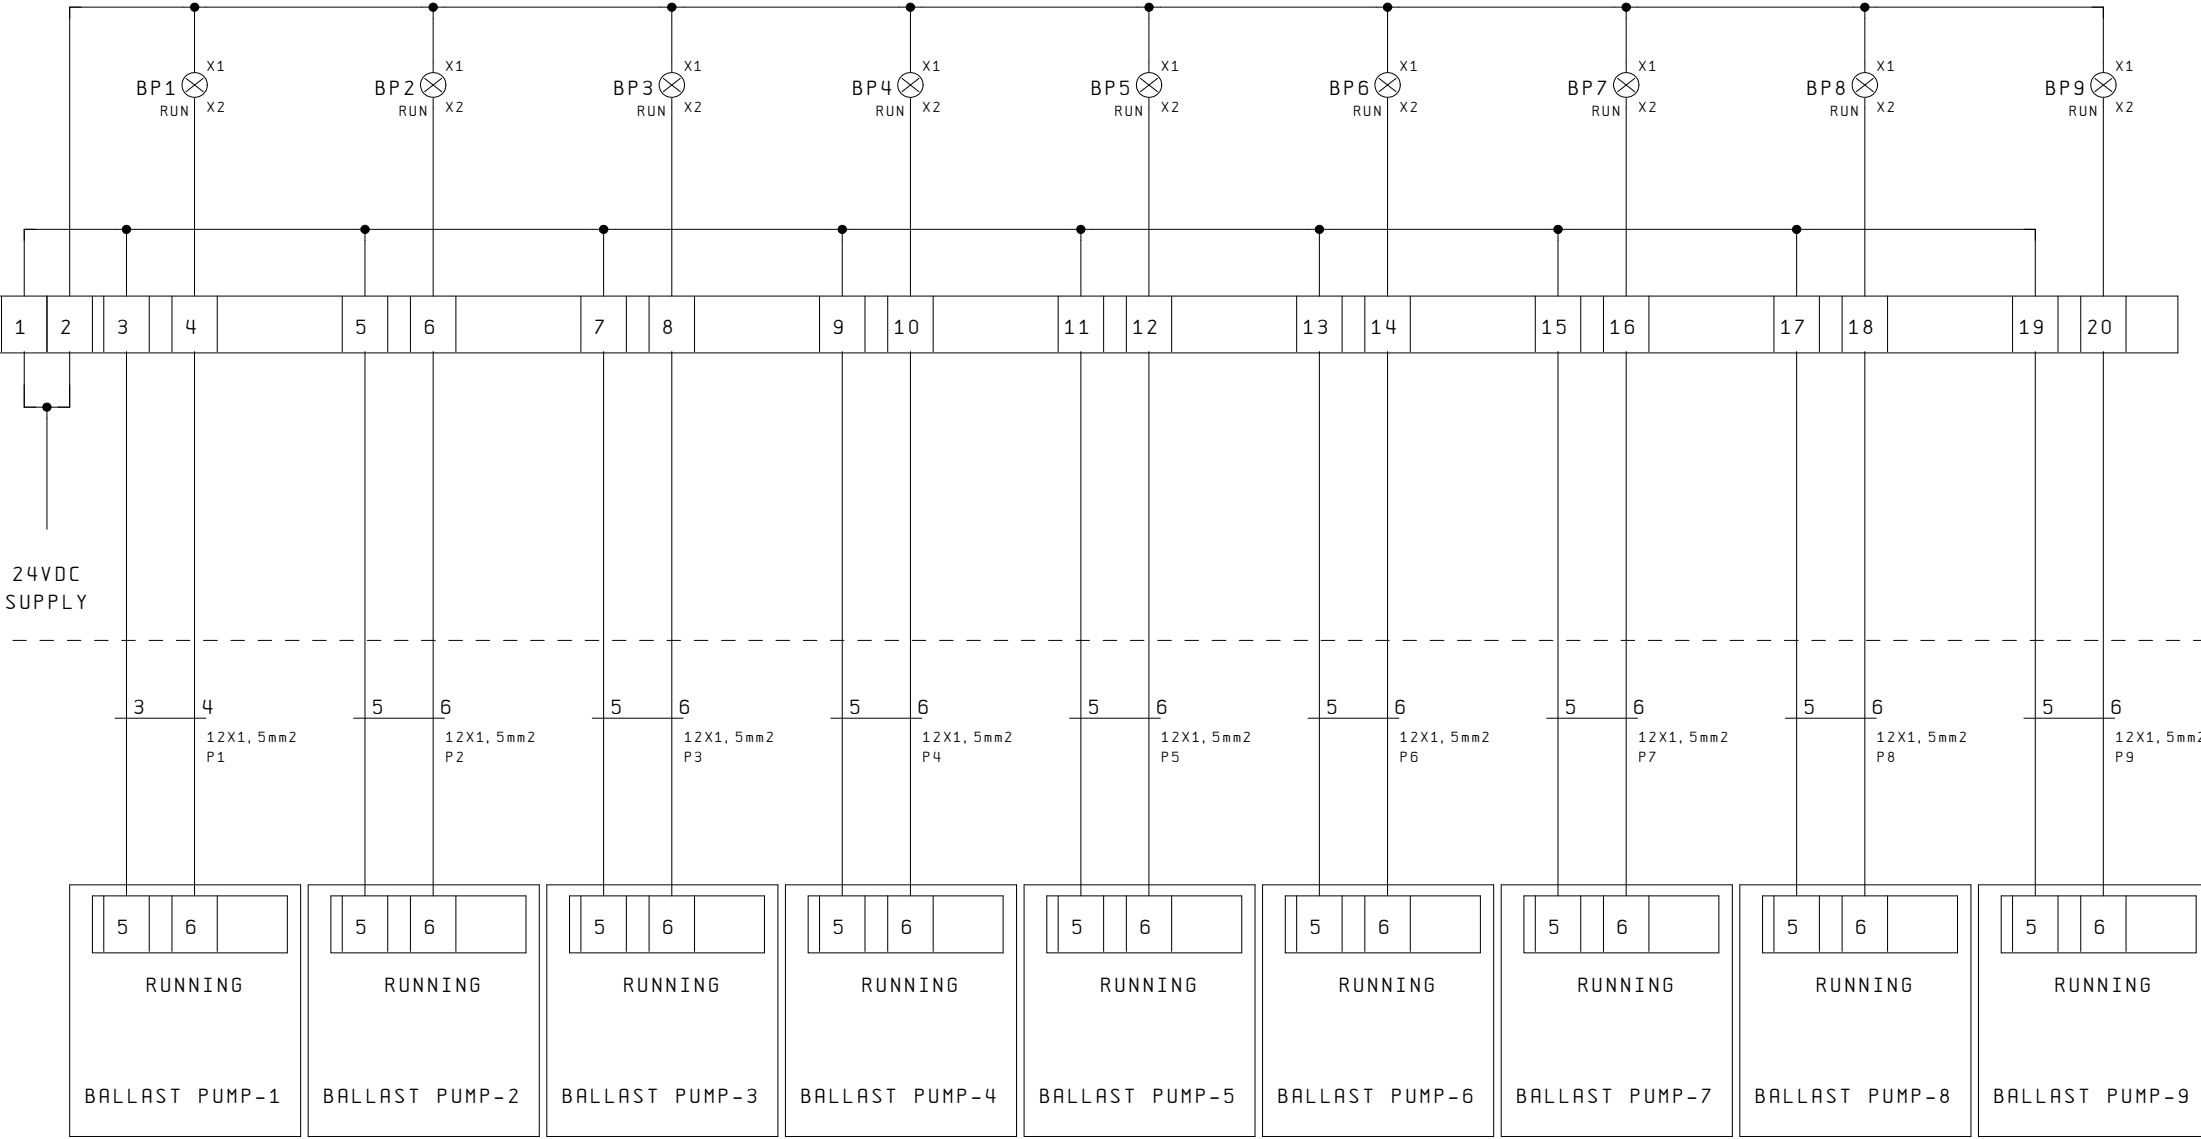 X1 X1 X1 X1 X1 X1 X1 X1 X1
BP1 BP2 BP3 BP4 BP5 BP6 BP7 BP8 BP9
RUN X2 RUN X2 RUN X2 RUN X2 RUN X2 RUN X2 RUN X2 RUN X2 RUN X2
1 2 3 4 5 6 7 8 9 10 11 12 13 14 15 16 17 18 19 20
24VDC
SUPPLY
3 4 5 6 5 6 5 6 5 6 5 6 5 6 5 6 5 6
12X1,5mm2 12X1,5mm2 12X1,5mm2 12X1,5mm2 12X1,5mm2 12X1,5mm2 12X1,5mm2 12X1,5mm2 12X1,5mm2
P1 P2 P3 P4 P5 P6 P7 P8 P9
5 6 5 6 5 6 5 6 5 6 5 6 5 6 5 6 5 6
RUNNING RUNNING RUNNING RUNNING RUNNING RUNNING RUNNING RUNNING RUNNING
BALLAST PUMP-1 BALLAST PUMP-2 BALLAST PUMP-3 BALLAST PUMP-4 BALLAST PUMP-5 BALLAST PUMP-6 BALLAST PUMP-7 BALLAST PUMP-8 BALLAST PUMP-9